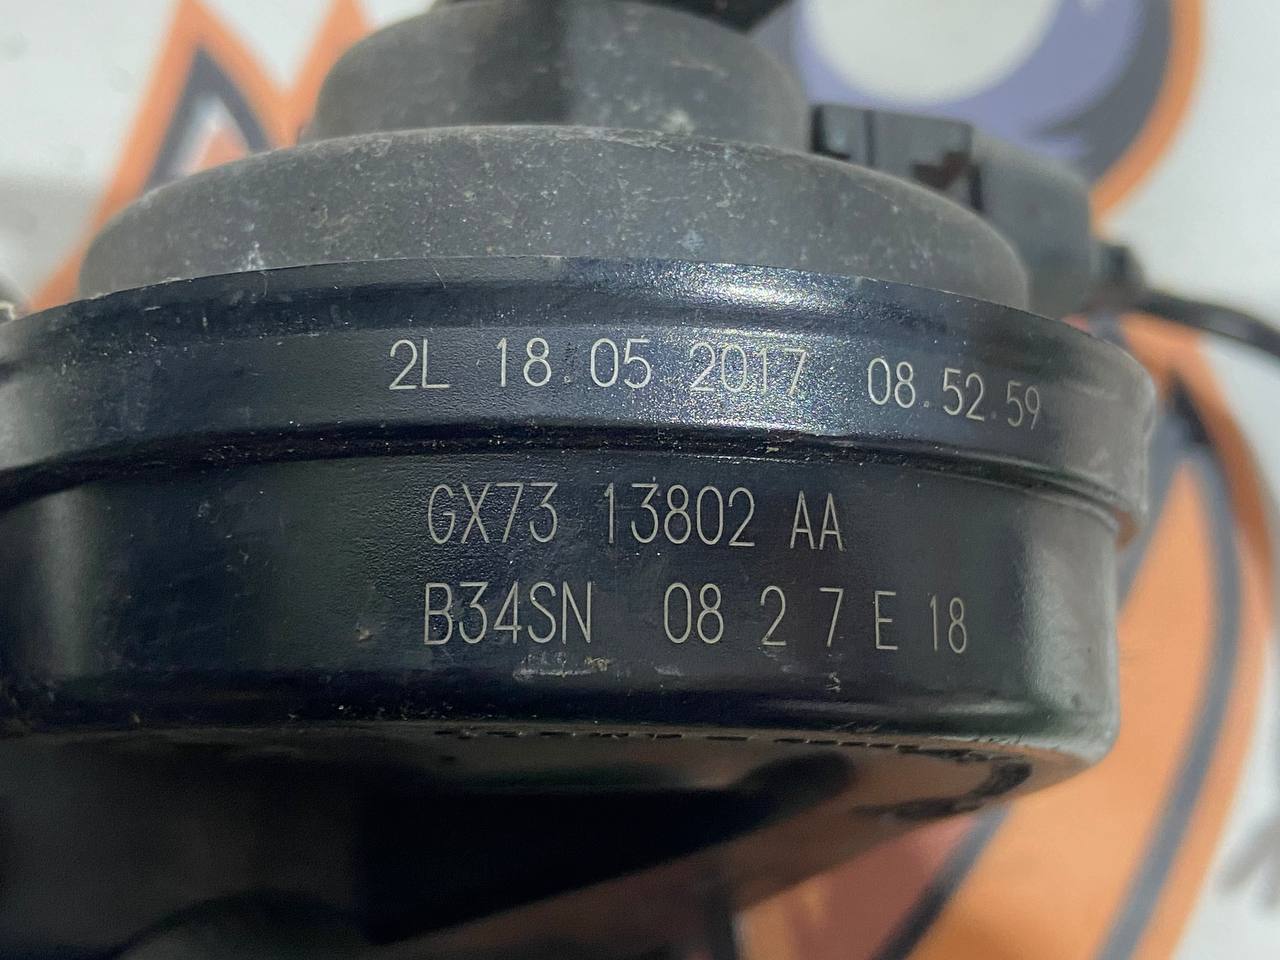 2L 18.05.2017 08.52.59
GX73 13802 AA
B34SN 08 2 7 E 18